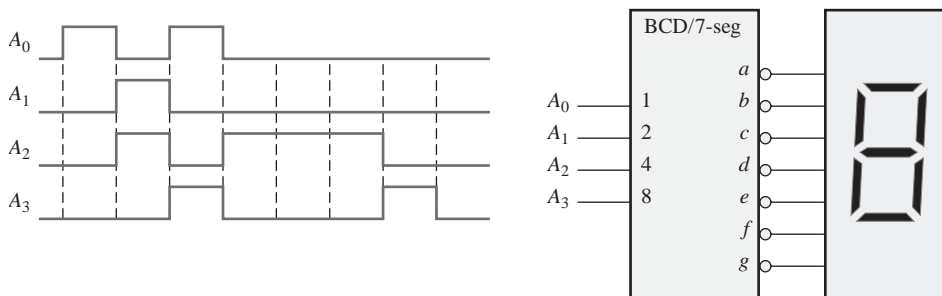 A₀
A₁
A₂
A₃
BCD/7-seg
A₀ 1
A₁ 2
A₂ 4
A₃ 8
a
b
c
d
e
f
g